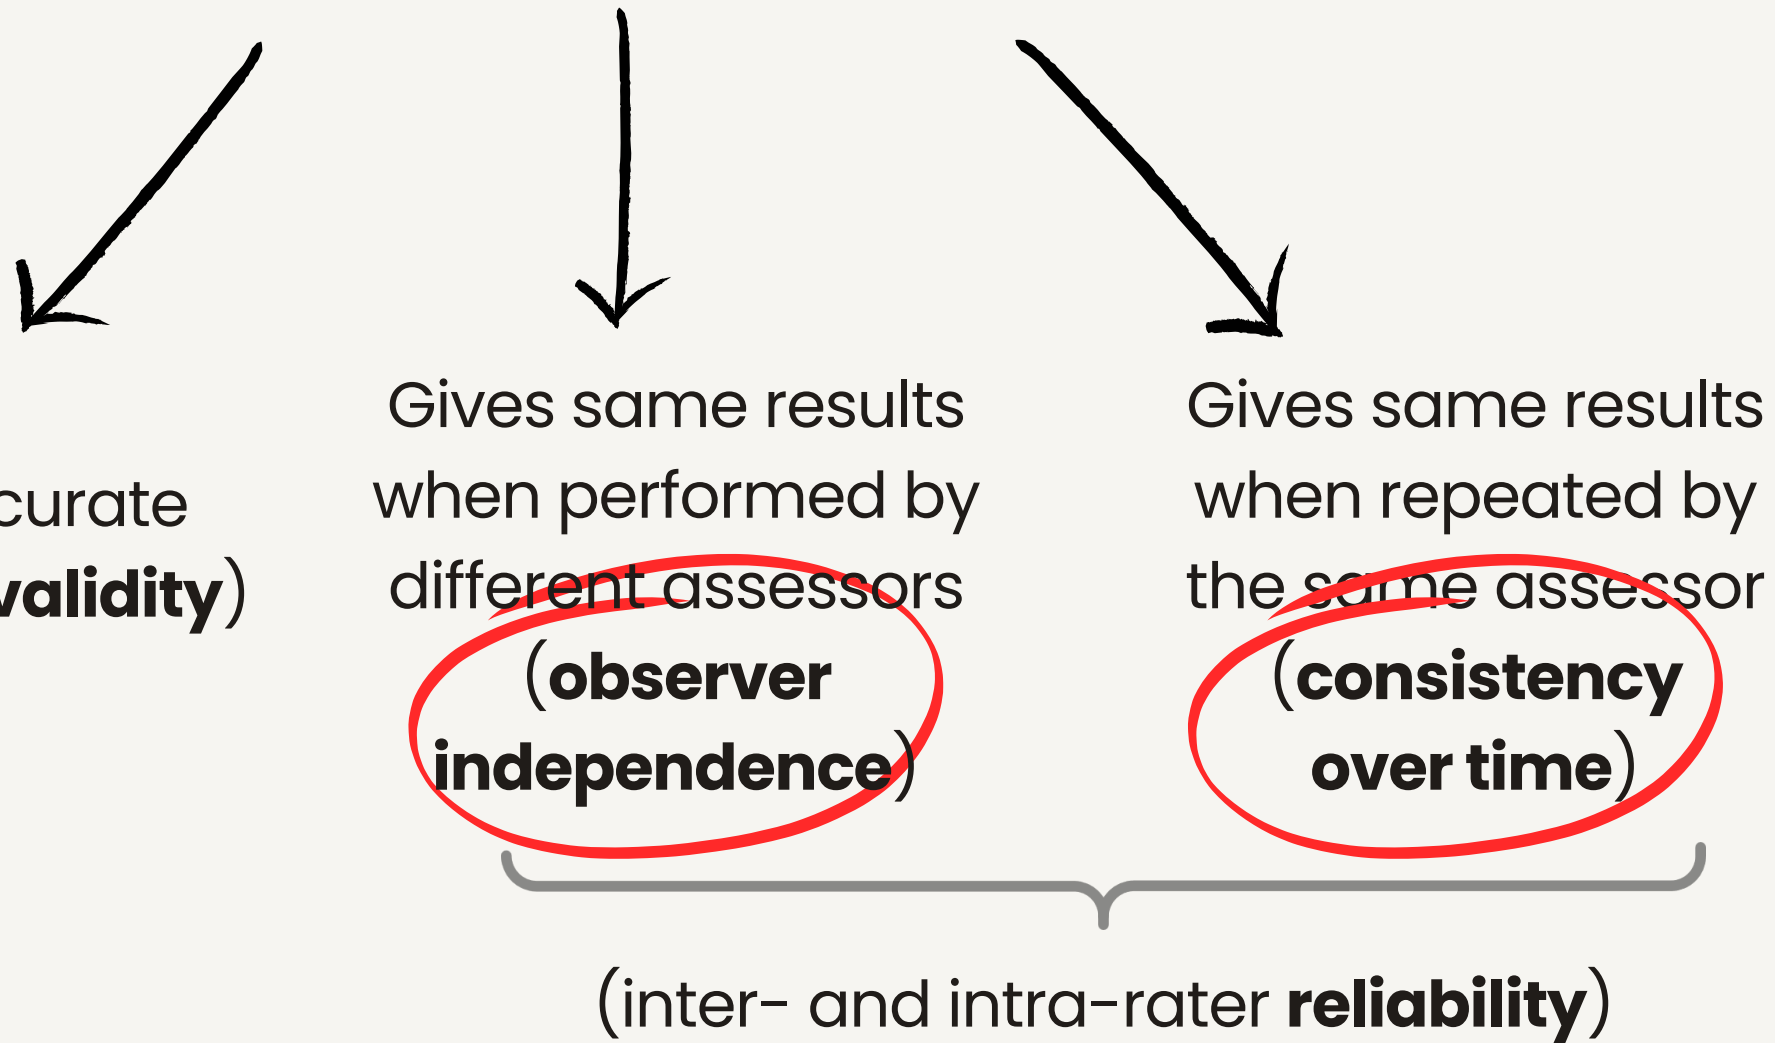 curate
validity)
Gives same results
when performed by
different assessors
(observer
independence)
Gives same results
when repeated by
the same assessor
(consistency
over time)
(inter- and intra-rater reliability)